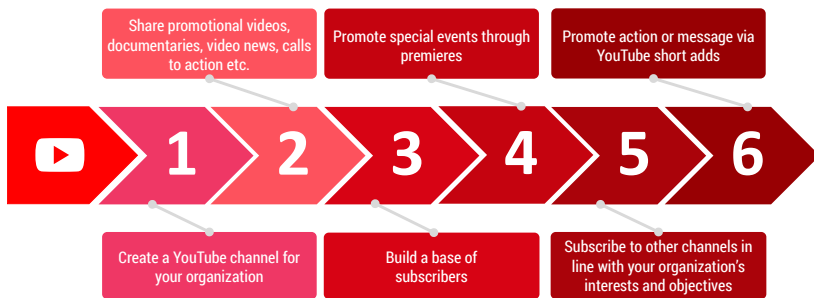 Share promotional videos,
documentaries, video news, calls
to action etc.
Promote special events through
premieres
Promote action or message via
YouTube short adds
1
2
3
4
5
6
Create a YouTube channel for
your organization
Build a base of
subscribers
Subscribe to other channels in
line with your organization's
interests and objectives